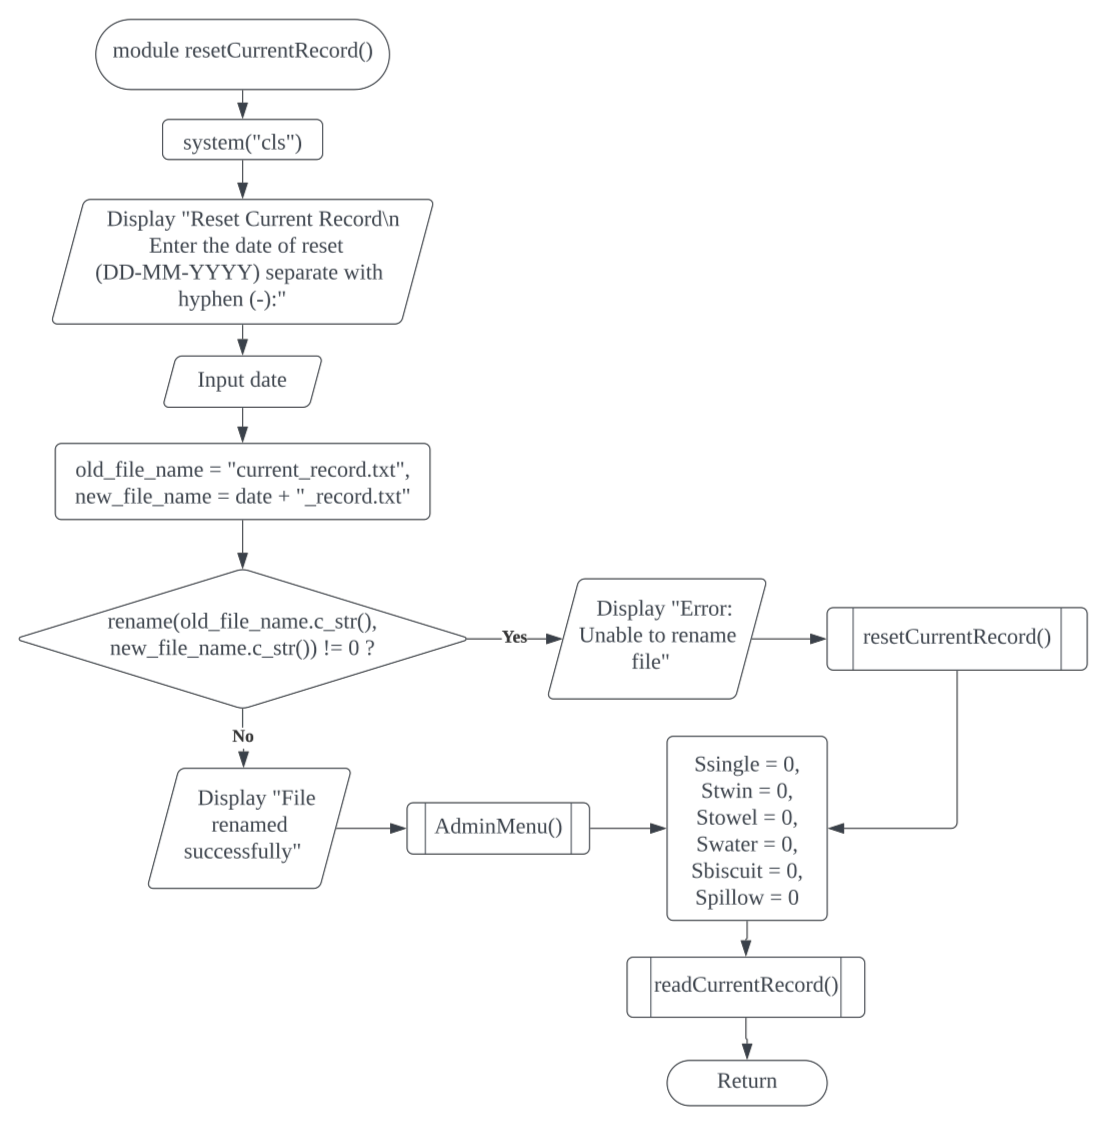 module resetCurrentRecord()
system("cls")
Display "Reset Current Record\n
Enter the date of reset
(DD-MM-YYYY) separate with
hyphen (-):"
Input date
old_file_name = "current_record.txt",
new_file_name = date + "_record.txt"
rename(old_file_name.c_str(),
new_file_name.c_str()) != 0 ?
Yes
Display "Error:
Unable to rename
file"
resetCurrentRecord()
No
Display "File
renamed
successfully"
AdminMenu()
Ssingle = 0,
Stwin = 0,
Stowel = 0,
Swater = 0,
Sbiscuit = 0,
Spillow = 0
readCurrentRecord()
Return